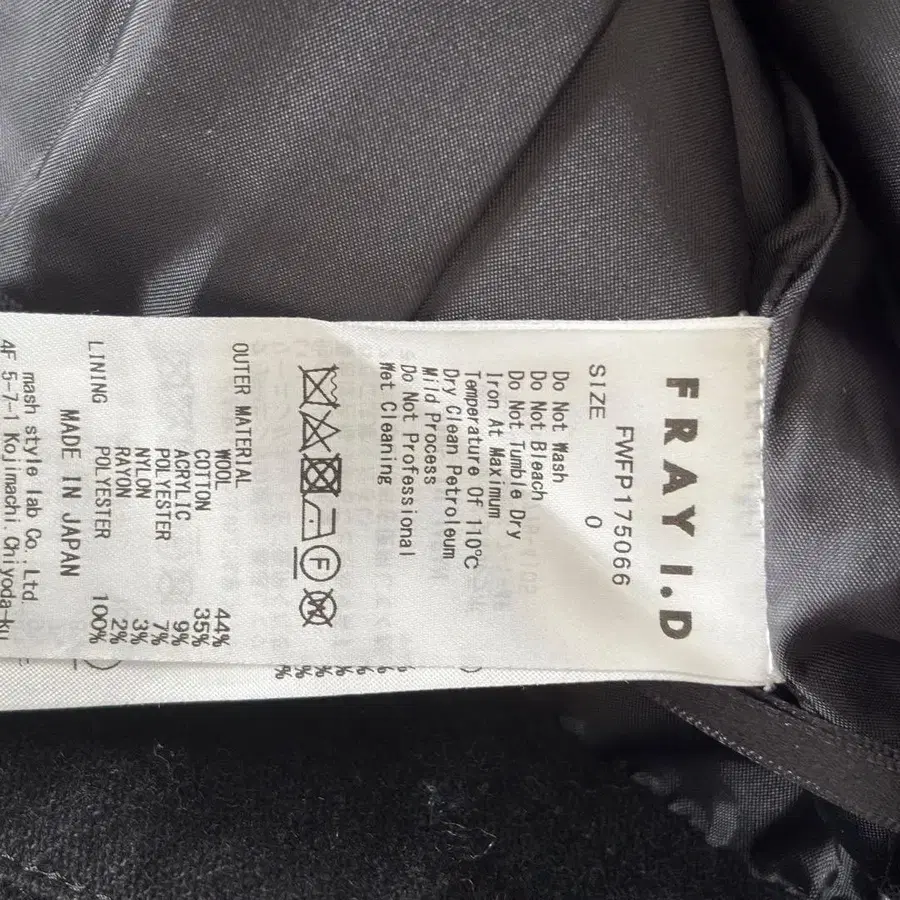 FRAY I.D
FWFP175066
SIZE 0
Do Not Wash
Do Not Bleach
Do Not Tumble Dry
Iron At Maximum
Temperature Of 110℃
Dry Clean Petroleum
Mild Process
Do Not Professional
Wet Cleaning
F
OUTER MATERIAL
WOOL 44%
COTTON 35%
ACRYLIC 9%
POLYESTER 7%
NYLON 3%
RAYON 2%
LINING POLYESTER 100%
MADE IN JAPAN
mash style lab Co., Ltd.
4F 5-7-1 Kojimachi Chiyoda-ku